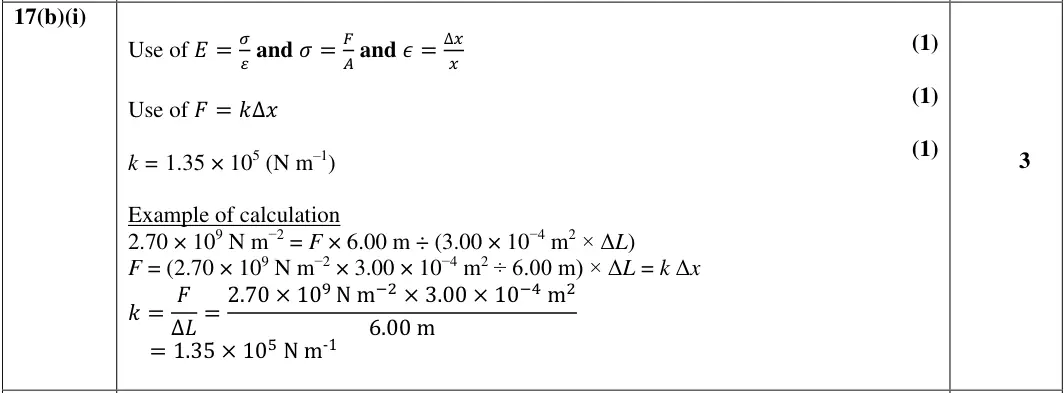 17(b)(i)
Use of E = σ/ε and σ = F/A and ϵ = Δx/x (1)
Use of F = kΔx (1)
k = 1.35 × 10⁵ (N m⁻¹) (1)
3
Example of calculation
2.70 × 10⁹ N m⁻² = F × 6.00 m ÷ (3.00 × 10⁻⁴ m² × ΔL)
F = (2.70 × 10⁹ N m⁻² × 3.00 × 10⁻⁴ m² ÷ 6.00 m) × ΔL = k Δx
k = F/ΔL = (2.70 × 10⁹ N m⁻² × 3.00 × 10⁻⁴ m²)/(6.00 m)
= 1.35 × 10⁵ N m⁻¹